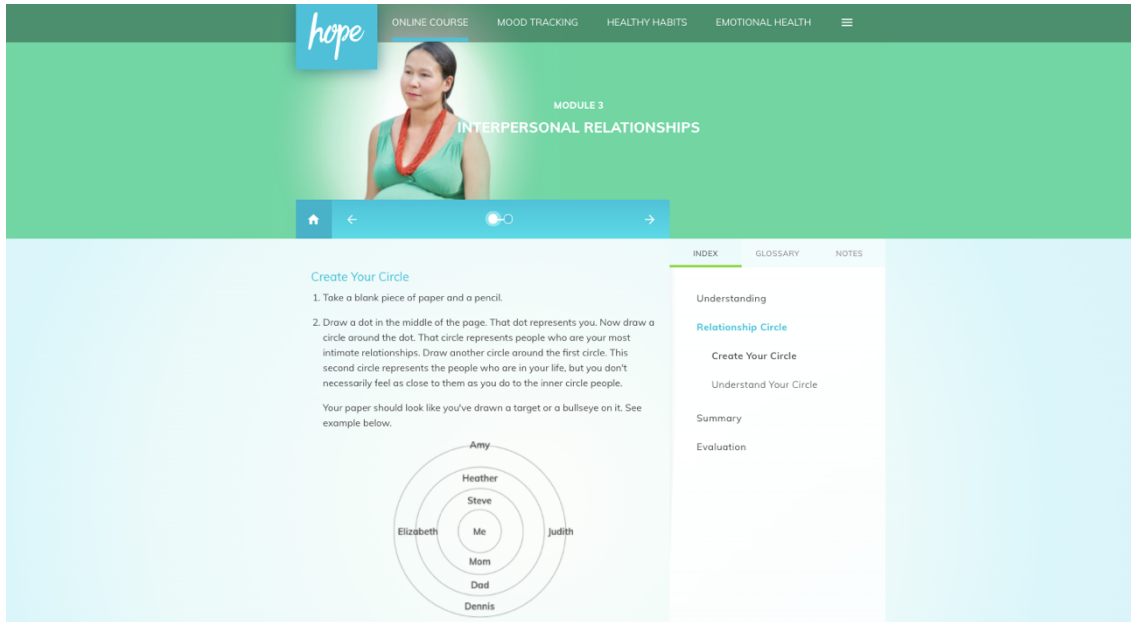 hope
ONLINE COURSE MOOD TRACKING HEALTHY HABITS EMOTIONAL HEALTH
MODULE 3
INTERPERSONAL RELATIONSHIPS
INDEX GLOSSARY NOTES
Create Your Circle
1. Take a blank piece of paper and a pencil.
2. Draw a dot in the middle of the page. That dot represents you. Now draw a
circle around the dot. That circle represents people who are your most
intimate relationships. Draw another circle around the first circle. This
second circle represents the people who are in your life, but you don't
necessarily feel as close to them as you do to the inner circle people.
Your paper should look like you've drawn a target or a bullseye on it. See
example below.
Amy
Heather
Steve
Elizabeth Me Judith
Mom
Dad
Dennis
Understanding
Relationship Circle
Create Your Circle
Understand Your Circle
Summary
Evaluation